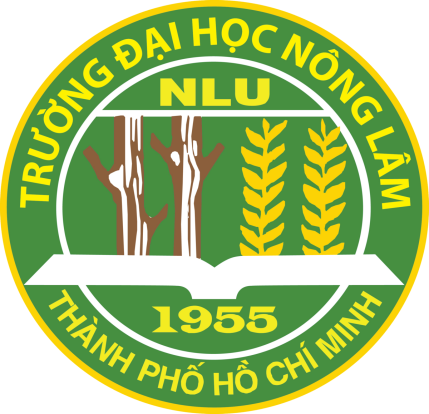 TRƯỜNG ĐẠI HỌC NÔNG LÂM
NLU
1955
THÀNH PHỐ HỒ CHÍ MINH